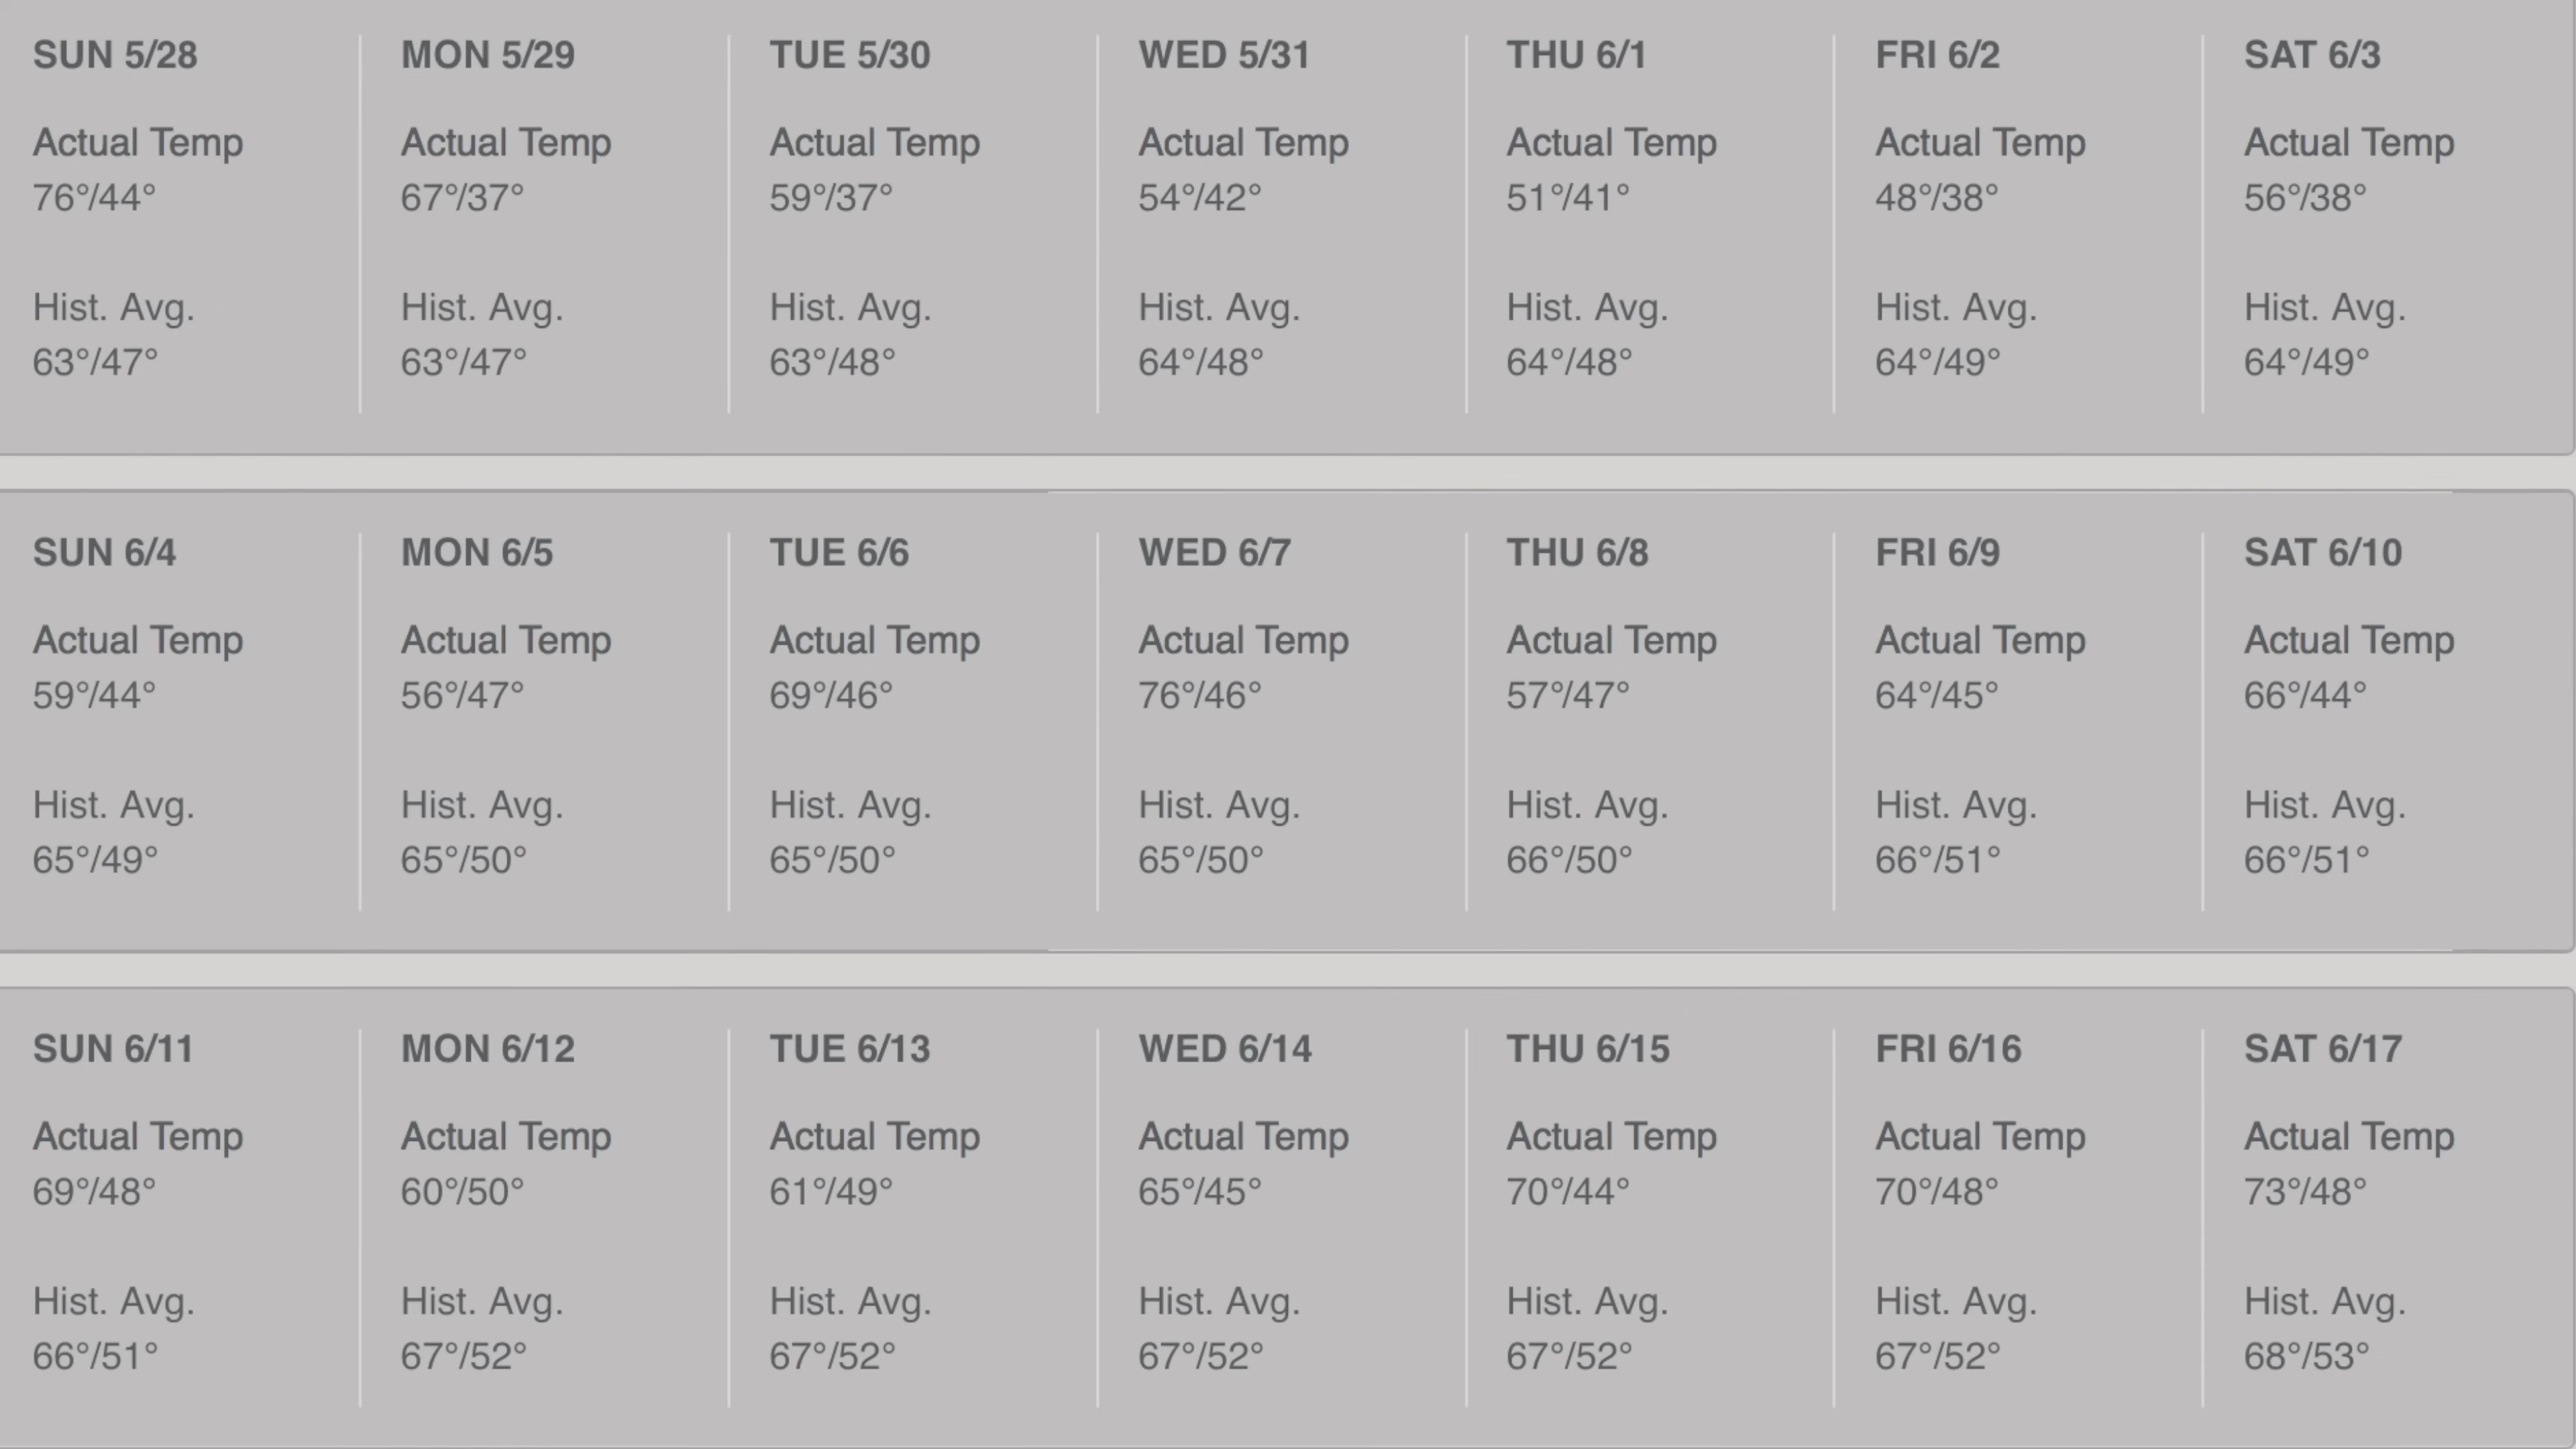 SUN 5/28 MON 5/29 TUE 5/30 WED 5/31 THU 6/1 FRI 6/2 SAT 6/3
Actual Temp Actual Temp Actual Temp Actual Temp Actual Temp Actual Temp Actual Temp
76°/44° 67°/37° 59°/37° 54°/42° 51°/41° 48°/38° 56°/38°
Hist. Avg. Hist. Avg. Hist. Avg. Hist. Avg. Hist. Avg. Hist. Avg. Hist. Avg.
63°/47° 63°/47° 63°/48° 64°/48° 64°/48° 64°/49° 64°/49°
SUN 6/4 MON 6/5 TUE 6/6 WED 6/7 THU 6/8 FRI 6/9 SAT 6/10
Actual Temp Actual Temp Actual Temp Actual Temp Actual Temp Actual Temp Actual Temp
59°/44° 56°/47° 69°/46° 76°/46° 57°/47° 64°/45° 66°/44°
Hist. Avg. Hist. Avg. Hist. Avg. Hist. Avg. Hist. Avg. Hist. Avg. Hist. Avg.
65°/49° 65°/50° 65°/50° 65°/50° 66°/50° 66°/51° 66°/51°
SUN 6/11 MON 6/12 TUE 6/13 WED 6/14 THU 6/15 FRI 6/16 SAT 6/17
Actual Temp Actual Temp Actual Temp Actual Temp Actual Temp Actual Temp Actual Temp
69°/48° 60°/50° 61°/49° 65°/45° 70°/44° 70°/48° 73°/48°
Hist. Avg. Hist. Avg. Hist. Avg. Hist. Avg. Hist. Avg. Hist. Avg. Hist. Avg.
66°/51° 67°/52° 67°/52° 67°/52° 67°/52° 67°/52° 68°/53°